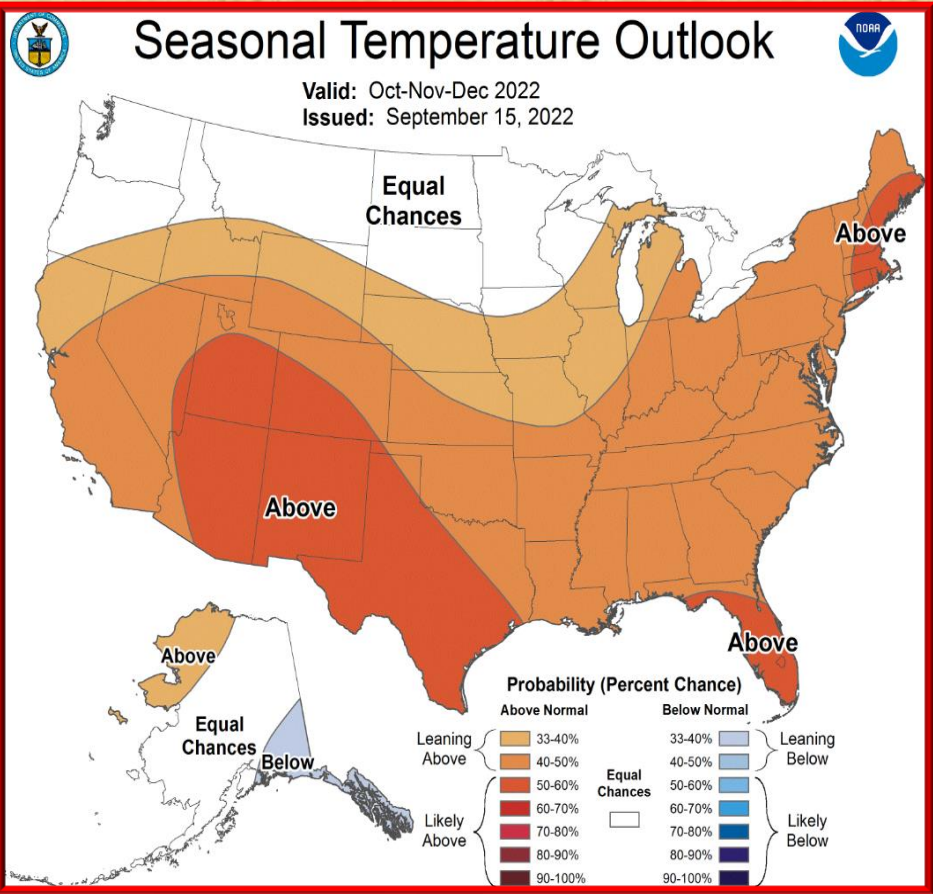 Seasonal Temperature Outlook
NOAA
Valid: Oct-Nov-Dec 2022
Issued: September 15, 2022
Equal
Chances
Above
Above
Above
Above
Equal
Chances
Below
Probability (Percent Chance)
Above Normal
Below Normal
Leaning
Above
33-40%
40-50%
50-60%
60-70%
70-80%
80-90%
90-100%
Likely
Above
Equal
Chances
33-40%
40-50%
50-60%
60-70%
70-80%
80-90%
90-100%
Leaning
Below
Likely
Below